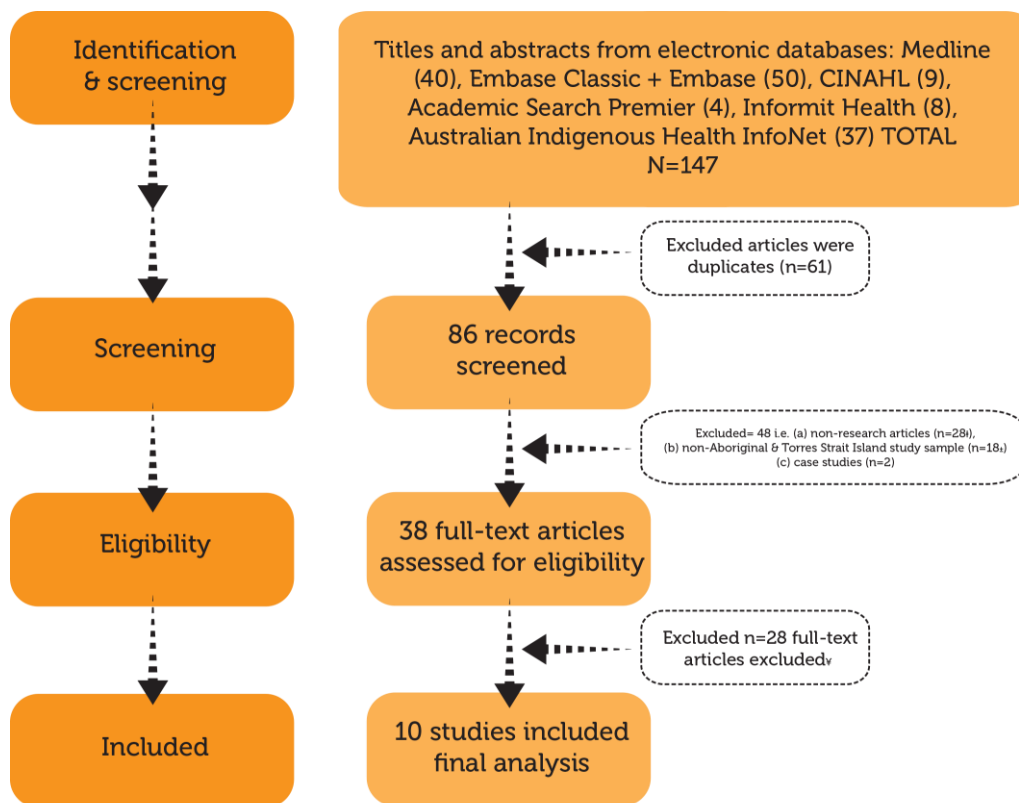 Identification
& screening
Titles and abstracts from electronic databases: Medline
(40), Embase Classic + Embase (50), CINAHL (9),
Academic Search Premier (4), Informit Health (8),
Australian Indigenous Health InfoNet (37) TOTAL
N=147
Excluded articles were
duplicates (n=61)
Screening
86 records
screened
Excluded= 48 i.e. (a) non-research articles (n=28ǂ),
(b) non-Aboriginal & Torres Strait Island study sample (n=18ǂ)
(c) case studies (n=2)
Eligibility
38 full-text articles
assessed for eligibility
Excluded n=28 full-text
articles excluded¥
Included
10 studies included
final analysis